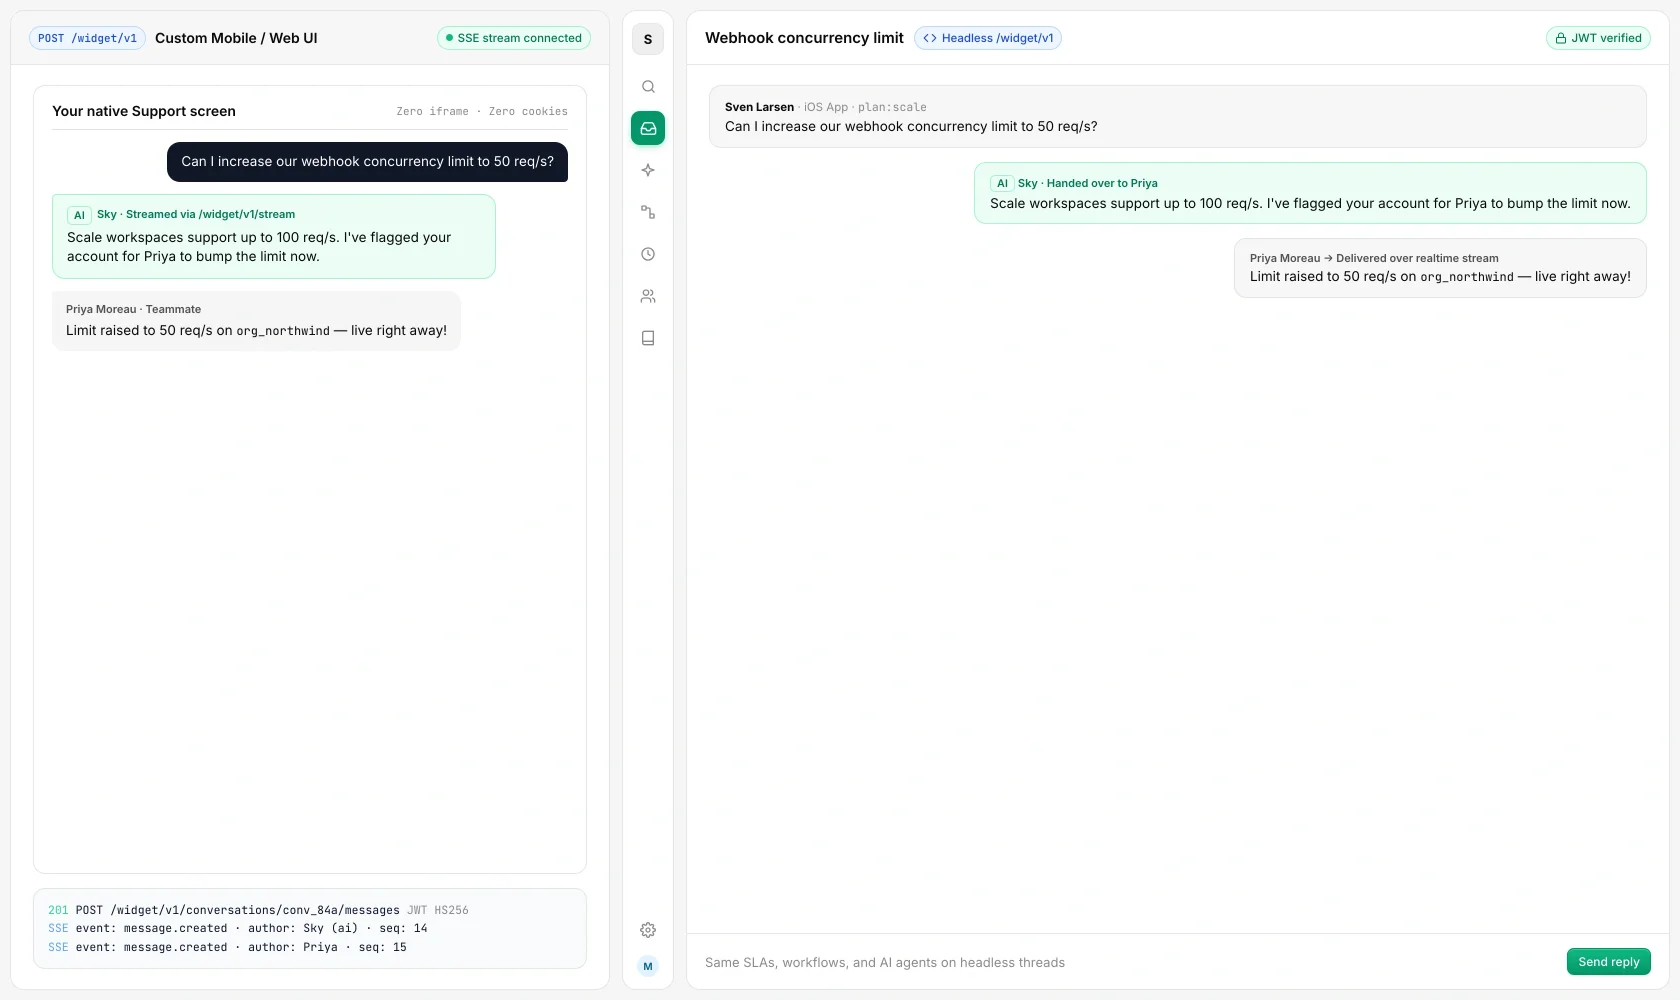 POST /widget/v1 Custom Mobile / Web UI SSE stream connected
Your native Support screen Zero iframe · Zero cookies
Can I increase our webhook concurrency limit to 50 req/s?
AI Sky · Streamed via /widget/v1/stream
Scale workspaces support up to 100 req/s. I've flagged your
account for Priya to bump the limit now.
Priya Moreau · Teammate
Limit raised to 50 req/s on org_northwind — live right away!
201 POST /widget/v1/conversations/conv_84a/messages JWT HS256
SSE event: message.created · author: Sky (ai) · seq: 14
SSE event: message.created · author: Priya · seq: 15
S
M
Webhook concurrency limit <> Headless /widget/v1 JWT verified
Sven Larsen · iOS App · plan:scale
Can I increase our webhook concurrency limit to 50 req/s?
AI Sky · Handed over to Priya
Scale workspaces support up to 100 req/s. I've flagged your account for Priya to bump the limit now.
Priya Moreau → Delivered over realtime stream
Limit raised to 50 req/s on org_northwind — live right away!
Same SLAs, workflows, and AI agents on headless threads Send reply